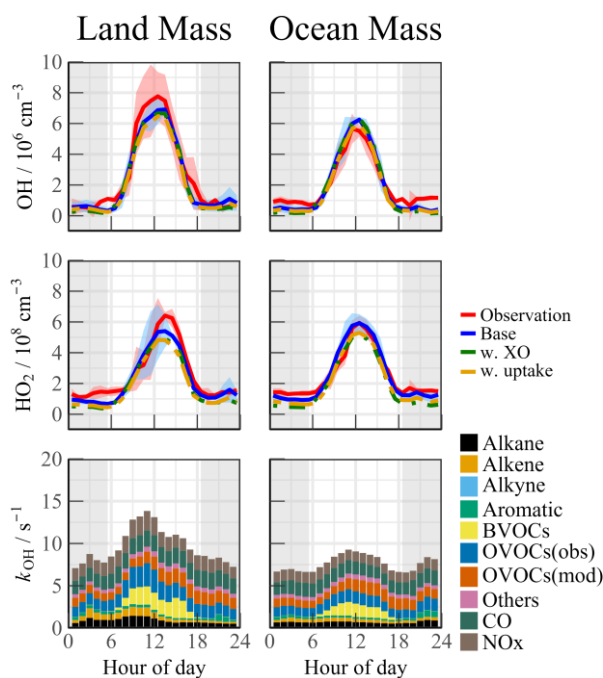 Land Mass Ocean Mass
OH / 10⁶ cm⁻³
10
8
6
4
2
0
HO₂ / 10⁸ cm⁻³
10
8
6
4
2
0
Observation
Base
w. XO
w. uptake
k_OH / s⁻¹
20
15
10
5
0
Alkane
Alkene
Alkyne
Aromatic
BVOCs
OVOCs(obs)
OVOCs(mod)
Others
CO
NOx
0 6 12 18 24 0 6 12 18 24
Hour of day Hour of day